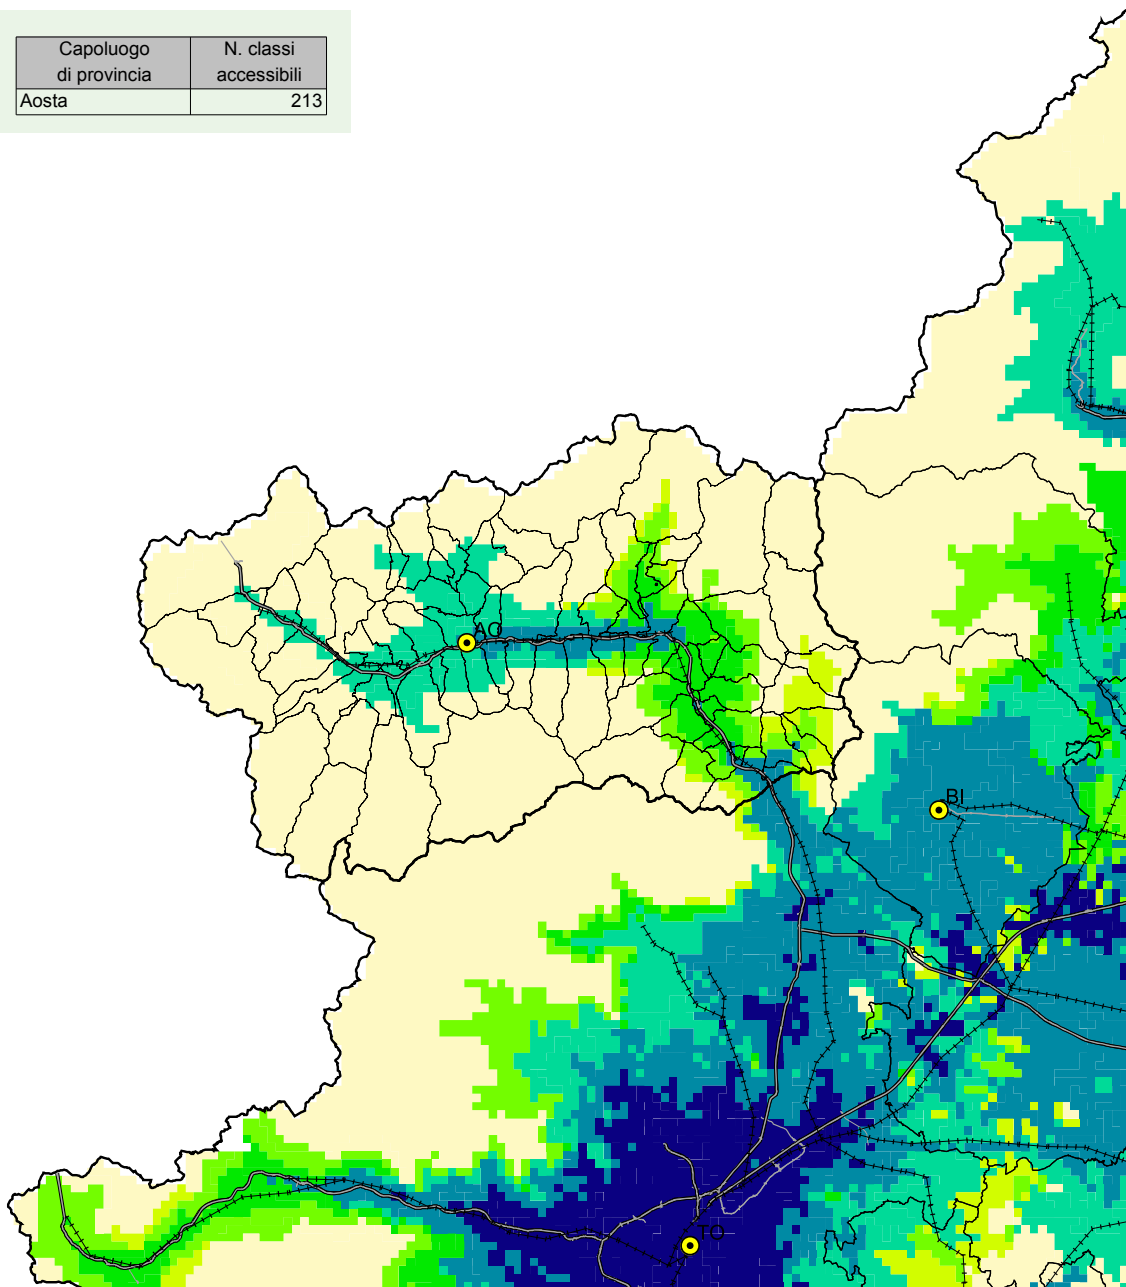 Capoluogo di provincia
N. classi accessibili
Aosta 213
AO
BI
TO